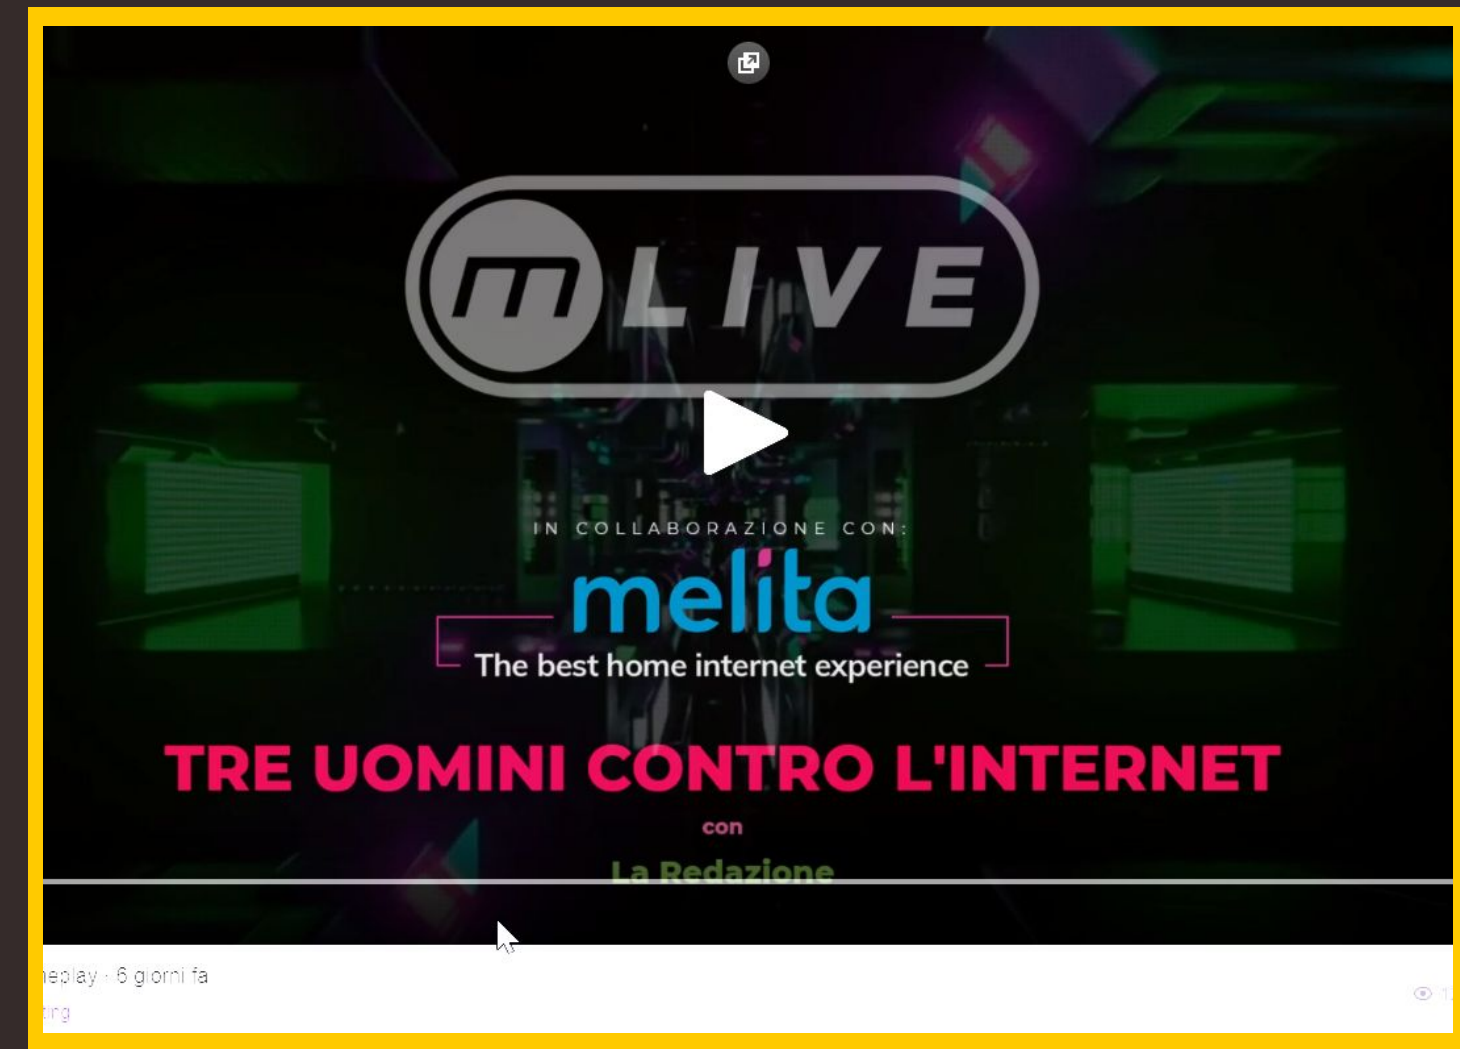 m LIVE
IN COLLABORAZIONE CON:
melita
The best home internet experience
TRE UOMINI CONTRO L'INTERNET
con
La Redazione
6 giorni fa